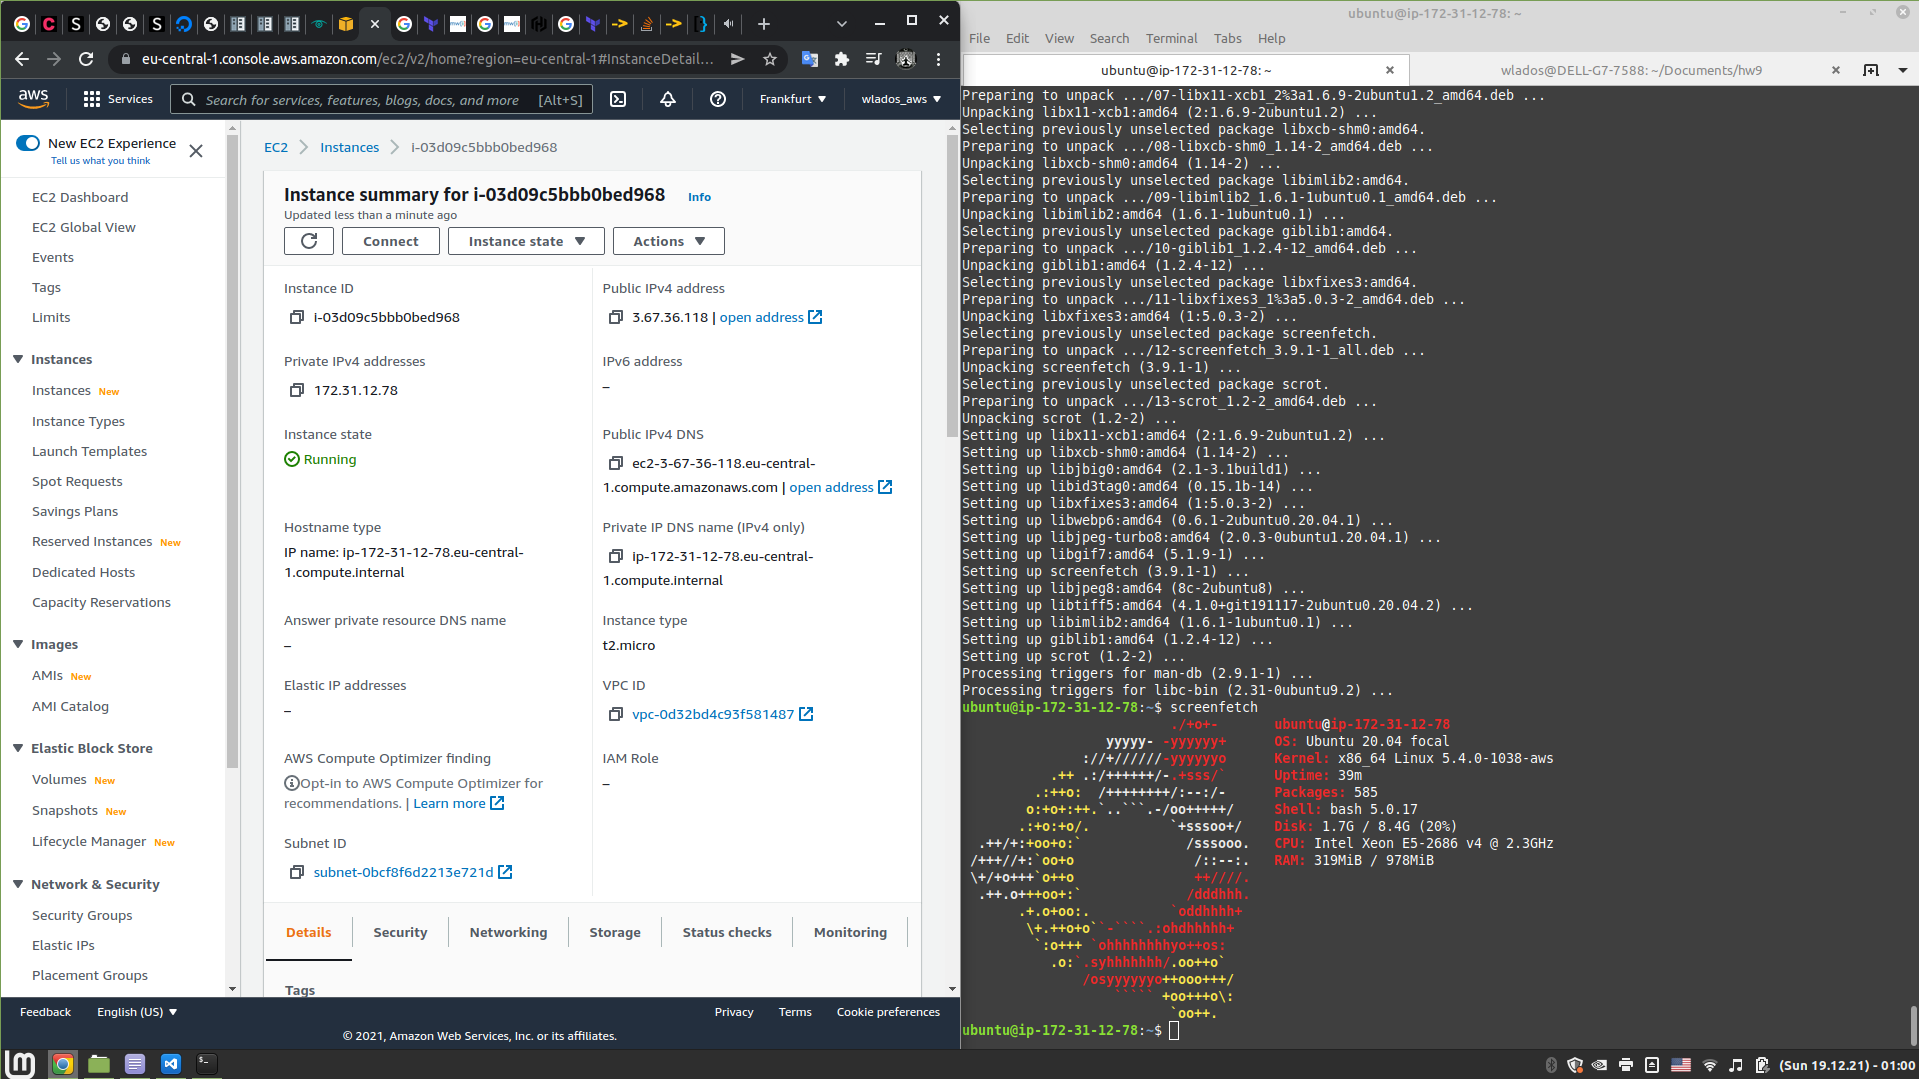 eu-central-1.console.aws.amazon.com/ec2/v2/home?region=eu-central-1#InstanceDetail...
aws
Services
Search for services, features, blogs, docs, and more [Alt+S]
Frankfurt ▼
wlados_aws ▼
New EC2 Experience
Tell us what you think
EC2 Dashboard
EC2 Global View
Events
Tags
Limits
Instances
Instances New
Instance Types
Launch Templates
Spot Requests
Savings Plans
Reserved Instances New
Dedicated Hosts
Capacity Reservations
Images
AMIs New
AMI Catalog
Elastic Block Store
Volumes New
Snapshots New
Lifecycle Manager New
Network & Security
Security Groups
Elastic IPs
Placement Groups
EC2 > Instances > i-03d09c5bbb0bed968
Instance summary for i-03d09c5bbb0bed968 Info
Updated less than a minute ago
Connect
Instance state ▼
Actions ▼
Instance ID
i-03d09c5bbb0bed968
Public IPv4 address
3.67.36.118 | open address
Private IPv4 addresses
172.31.12.78
IPv6 address
–
Instance state
Running
Public IPv4 DNS
ec2-3-67-36-118.eu-central-
1.compute.amazonaws.com | open address
Hostname type
IP name: ip-172-31-12-78.eu-central-
1.compute.internal
Private IP DNS name (IPv4 only)
ip-172-31-12-78.eu-central-
1.compute.internal
Answer private resource DNS name
–
Instance type
t2.micro
Elastic IP addresses
–
VPC ID
vpc-0d32bd4c93f581487
AWS Compute Optimizer finding
Opt-in to AWS Compute Optimizer for
recommendations. | Learn more
IAM Role
–
Subnet ID
subnet-0bcf8f6d2213e721d
Details
Security
Networking
Storage
Status checks
Monitoring
Tags
Feedback
English (US) ▼
Privacy
Terms
Cookie preferences
© 2021, Amazon Web Services, Inc. or its affiliates.
ubuntu@ip-172-31-12-78: ~
File Edit View Search Terminal Tabs Help
ubuntu@ip-172-31-12-78: ~
wlados@DELL-G7-7588: ~/Documents/hw9
Preparing to unpack .../07-libx11-xcb1_2%3a1.6.9-2ubuntu1.2_amd64.deb ...
Unpacking libx11-xcb1:amd64 (2:1.6.9-2ubuntu1.2) ...
Selecting previously unselected package libxcb-shm0:amd64.
Preparing to unpack .../08-libxcb-shm0_1.14-2_amd64.deb ...
Unpacking libxcb-shm0:amd64 (1.14-2) ...
Selecting previously unselected package libimlib2:amd64.
Preparing to unpack .../09-libimlib2_1.6.1-1ubuntu0.1_amd64.deb ...
Unpacking libimlib2:amd64 (1.6.1-1ubuntu0.1) ...
Selecting previously unselected package giblib1:amd64.
Preparing to unpack .../10-giblib1_1.2.4-12_amd64.deb ...
Unpacking giblib1:amd64 (1.2.4-12) ...
Selecting previously unselected package libxfixes3:amd64.
Preparing to unpack .../11-libxfixes3_1%3a5.0.3-2_amd64.deb ...
Unpacking libxfixes3:amd64 (1:5.0.3-2) ...
Selecting previously unselected package screenfetch.
Preparing to unpack .../12-screenfetch_3.9.1-1_all.deb ...
Unpacking screenfetch (3.9.1-1) ...
Selecting previously unselected package scrot.
Preparing to unpack .../13-scrot_1.2-2_amd64.deb ...
Unpacking scrot (1.2-2) ...
Setting up libx11-xcb1:amd64 (2:1.6.9-2ubuntu1.2) ...
Setting up libxcb-shm0:amd64 (1.14-2) ...
Setting up libjbig0:amd64 (2.1-3.1build1) ...
Setting up libid3tag0:amd64 (0.15.1b-14) ...
Setting up libxfixes3:amd64 (1:5.0.3-2) ...
Setting up libwebp6:amd64 (0.6.1-2ubuntu0.20.04.1) ...
Setting up libjpeg-turbo8:amd64 (2.0.3-0ubuntu1.20.04.1) ...
Setting up libgif7:amd64 (5.1.9-1) ...
Setting up screenfetch (3.9.1-1) ...
Setting up libjpeg8:amd64 (8c-2ubuntu8) ...
Setting up libtiff5:amd64 (4.1.0+git191117-2ubuntu0.20.04.2) ...
Setting up libimlib2:amd64 (1.6.1-1ubuntu0.1) ...
Setting up giblib1:amd64 (1.2.4-12) ...
Setting up scrot (1.2-2) ...
Processing triggers for man-db (2.9.1-1) ...
Processing triggers for libc-bin (2.31-0ubuntu9.2) ...
ubuntu@ip-172-31-12-78:~$ screenfetch
./+o+- ubuntu@ip-172-31-12-78
yyyyy- -yyyyyy+ OS: Ubuntu 20.04 focal
://+//////-yyyyyyo Kernel: x86_64 Linux 5.4.0-1038-aws
.++ .:/++++++/-.+sss/` Uptime: 39m
.:++o: /++++++++/:--:/- Packages: 585
o:+o+:++.`..```.-/oo+++++/ Shell: bash 5.0.17
.:+o:+o/. `+sssoo+/ Disk: 1.7G / 8.4G (20%)
.++/+:+oo+o:` /sssooo. CPU: Intel Xeon E5-2686 v4 @ 2.3GHz
/+++//+:`oo+o /::--:. RAM: 319MiB / 978MiB
\+/+o+++`o++o ++////.
.++.o+++oo+:` /dddhhh.
.+.o+oo:. `oddhhhh+
\+.++o+o``-````.:ohdhhhhh+
`:o+++ `ohhhhhhhhyo++os:
.o:`.syhhhhhhh/.oo++o`
/osyyyyyyo++ooo+++/
````` +oo+++o\:
`oo++.
ubuntu@ip-172-31-12-78:~$
(Sun 19.12.21) - 01:00